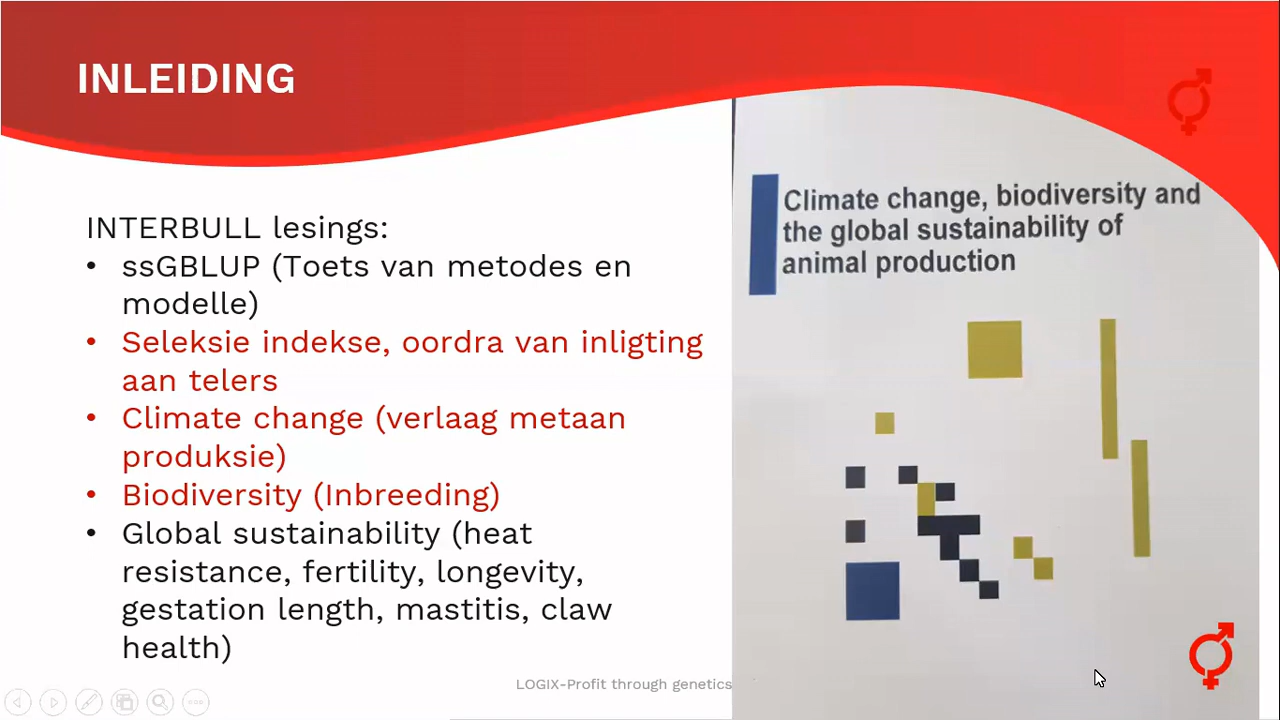 INLEIDING
INTERBULL lesings:
• ssGBLUP (Toets van metodes en
modelle)
• Seleksie indekse, oordra van inligting
aan telers
• Climate change (verlaag metaan
produksie)
• Biodiversity (Inbreeding)
• Global sustainability (heat
resistance, fertility, longevity,
gestation length, mastitis, claw
health)
Climate change, biodiversity and
the global sustainability of
animal production
LOGIX-Profit through genetics